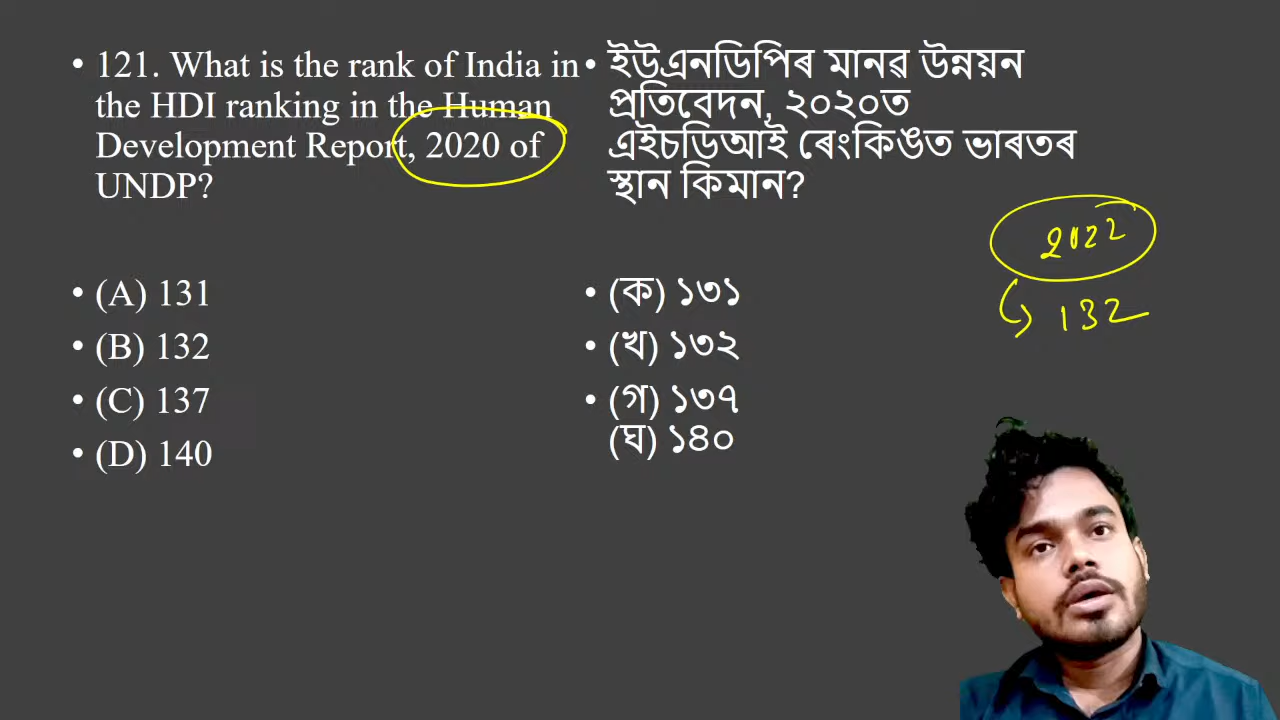 • 121. What is the rank of India in
the HDI ranking in the Human
Development Report, 2020 of
UNDP?
• (A) 131
• (B) 132
• (C) 137
• (D) 140
• ইউএনডিপিৰ মানৱ উন্নয়ন
প্ৰতিবেদন, ২০২০ত
এইচডিআই ৰেংকিঙত ভাৰতৰ
স্থান কিমান?
• (ক) ১৩১
• (খ) ১৩২
• (গ) ১৩৭
(ঘ) ১৪০
2022
132